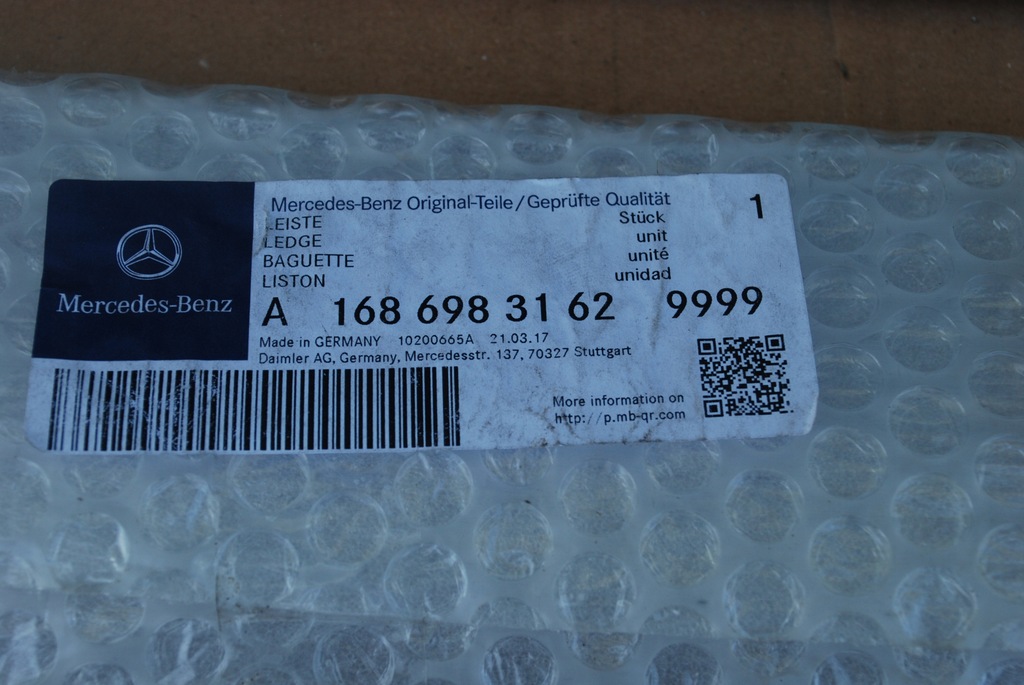 Mercedes-Benz
Mercedes-Benz Original-Teile/Geprüfte Qualität 1
LEISTE Stück
LEDGE unit
BAGUETTE unité
LISTON unidad
A 168 698 31 62 9999
Made in GERMANY 10200665A 21.03.17
Daimler AG, Germany, Mercedesstr. 137, 70327 Stuttgart
More information on
http://p.mb-qr.com